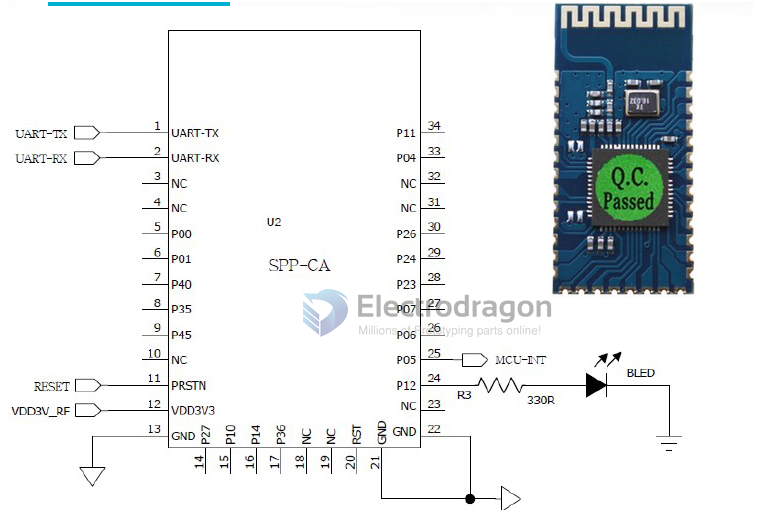 UART-TX 1 UART-TX P11 34
UART-RX 2 UART-RX P04 33
3 NC NC 32
4 NC NC 31
U2
5 P00 P26 30
6 P01 P24 29
SPP-CA
7 P40 P23 28
8 P35 P07 27
Electrodragon
Millions of Prototyping parts online!
9 P45 P06 26
10 NC P05 25 MCU-INT
RESET 11 PRSTN P12 24 R3 330R BLED
VDD3V_RF 12 VDD3V3 NC 23
13 GND GND 22
P27 P10 P14 P36 NC NC RST GND
14 15 16 17 18 19 20 21
Q.C.
Passed